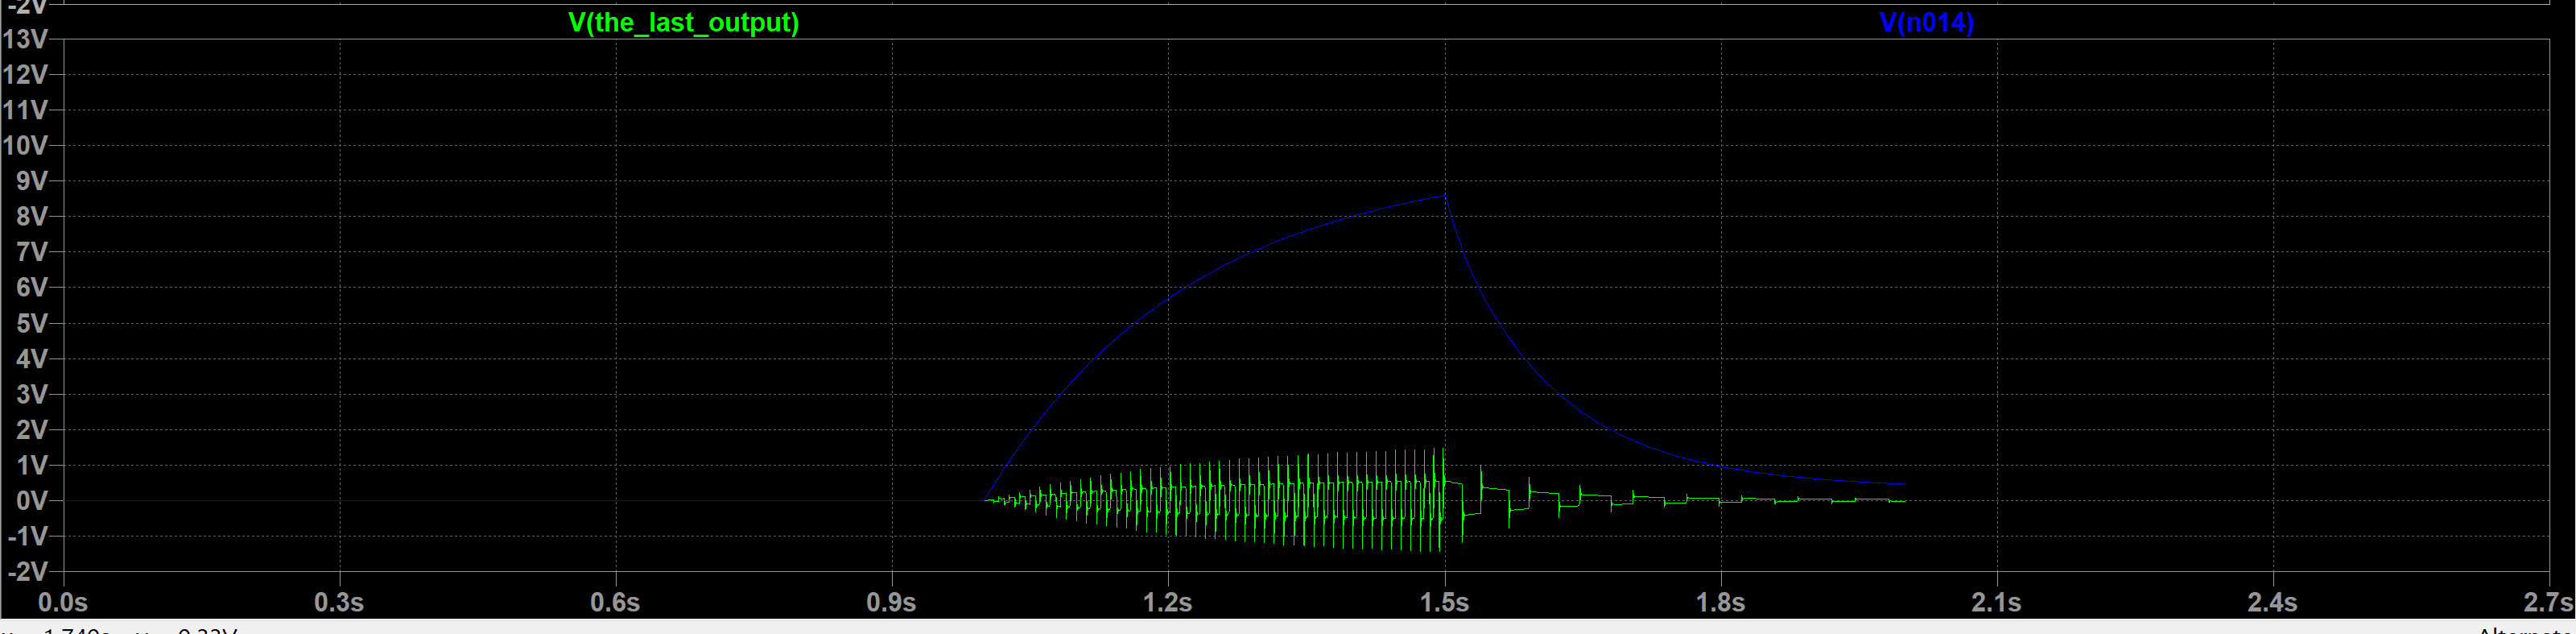 -2V
V(the_last_output) V(n014)
13V
12V
11V
10V
9V
8V
7V
6V
5V
4V
3V
2V
1V
0V
-1V
-2V
0.0s 0.3s 0.6s 0.9s 1.2s 1.5s 1.8s 2.1s 2.4s 2.7s